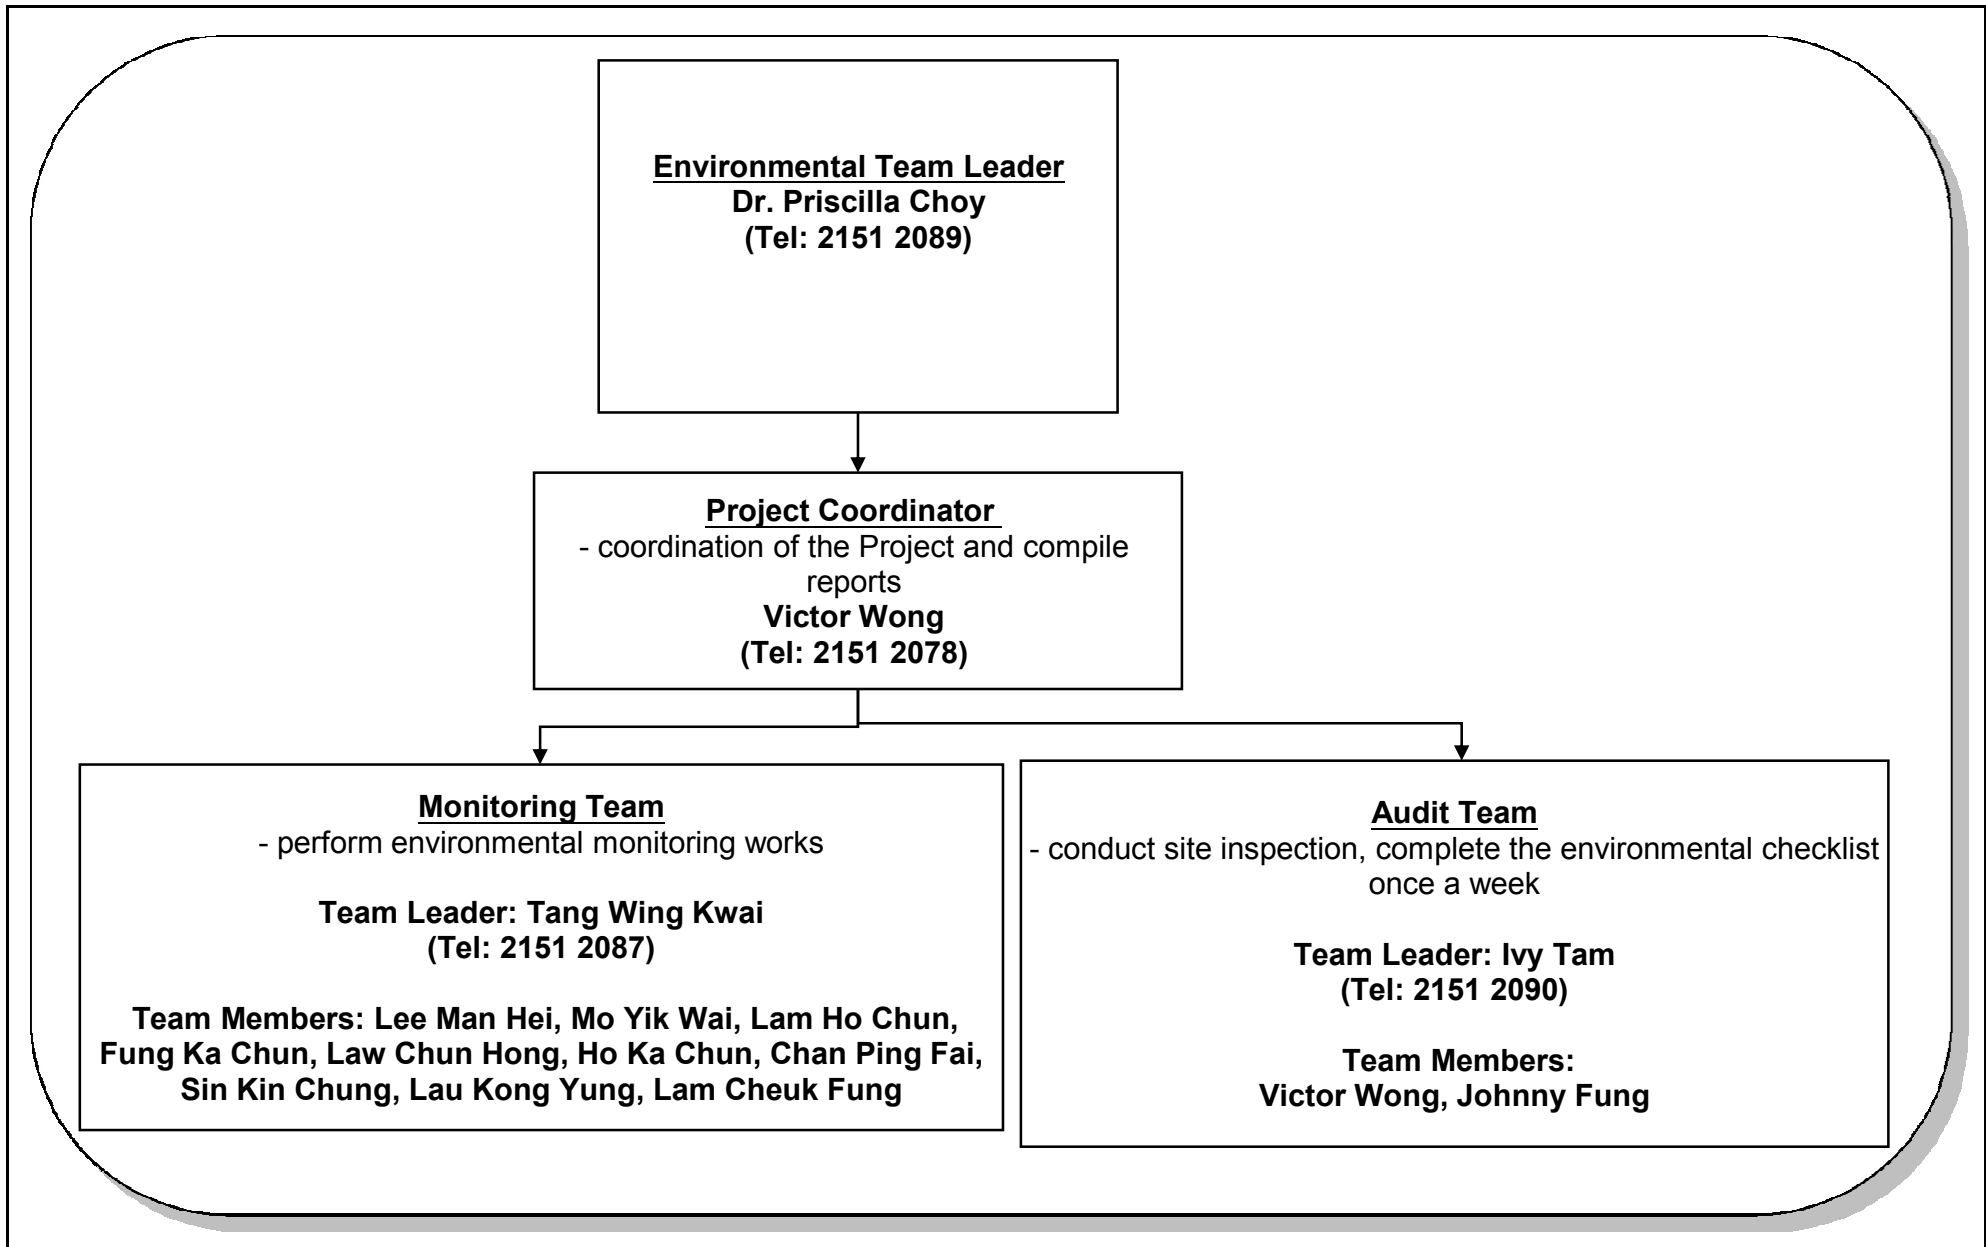 Environmental Team Leader
Dr. Priscilla Choy
(Tel: 2151 2089)
Project Coordinator
- coordination of the Project and compile
reports
Victor Wong
(Tel: 2151 2078)
Monitoring Team
- perform environmental monitoring works
Team Leader: Tang Wing Kwai
(Tel: 2151 2087)
Team Members: Lee Man Hei, Mo Yik Wai, Lam Ho Chun,
Fung Ka Chun, Law Chun Hong, Ho Ka Chun, Chan Ping Fai,
Sin Kin Chung, Lau Kong Yung, Lam Cheuk Fung
Audit Team
- conduct site inspection, complete the environmental checklist
once a week
Team Leader: Ivy Tam
(Tel: 2151 2090)
Team Members:
Victor Wong, Johnny Fung